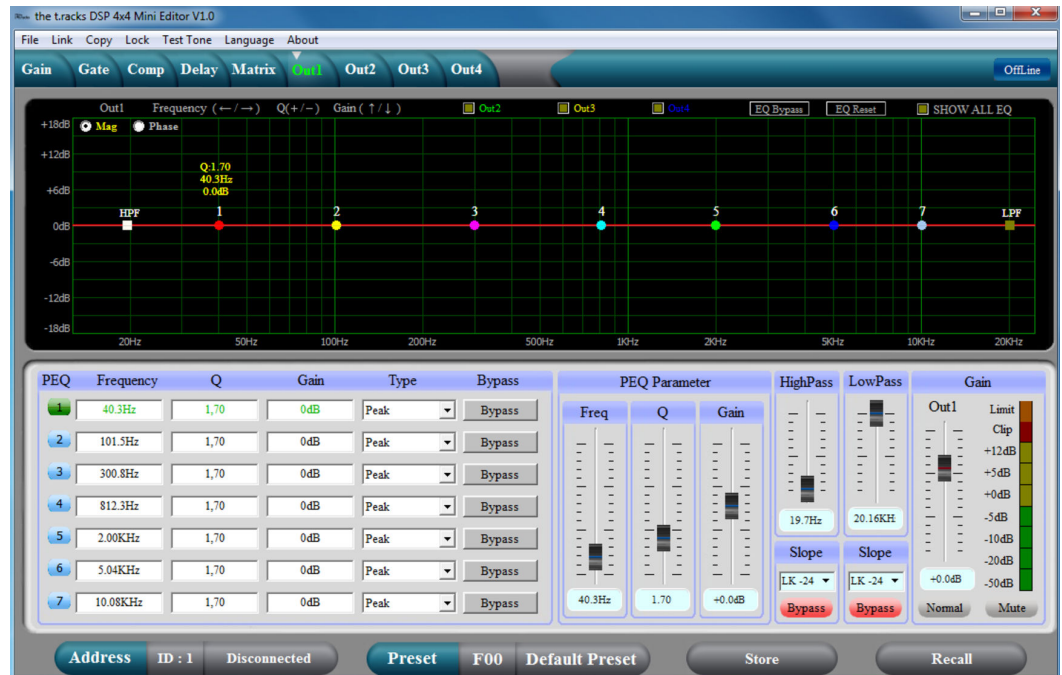 the t.racks DSP 4x4 Mini Editor V1.0
File Link Copy Lock Test Tone Language About
Gain Gate Comp Delay Matrix Out1 Out2 Out3 Out4 OffLine
Out1 Frequency (←/→) Q(+/−) Gain (↑/↓) Out2 Out3 Out4 EQ Bypass EQ Reset SHOW ALL EQ
+18dB Mag Phase
+12dB
Q:1.70
40.3Hz
+6dB 0.0dB
HPF 1 2 3 4 5 6 7 LPF
0dB
-6dB
-12dB
-18dB
20Hz 50Hz 100Hz 200Hz 500Hz 1KHz 2KHz 5KHz 10KHz 20KHz
PEQ Frequency Q Gain Type Bypass
1 40.3Hz 1,70 0dB Peak Bypass
2 101.5Hz 1,70 0dB Peak Bypass
3 300.8Hz 1,70 0dB Peak Bypass
4 812.3Hz 1,70 0dB Peak Bypass
5 2.00KHz 1,70 0dB Peak Bypass
6 5.04KHz 1,70 0dB Peak Bypass
7 10.08KHz 1,70 0dB Peak Bypass
PEQ Parameter
Freq Q Gain
40.3Hz 1.70 +0.0dB
HighPass LowPass
19.7Hz 20.16KH
Slope Slope
LK -24 LK -24
Bypass Bypass
Gain
Out1 Limit
Clip
+12dB
+5dB
+0dB
-5dB
-10dB
-20dB
+0.0dB -50dB
Normal Mute
Address ID : 1 Disconnected Preset F00 Default Preset Store Recall